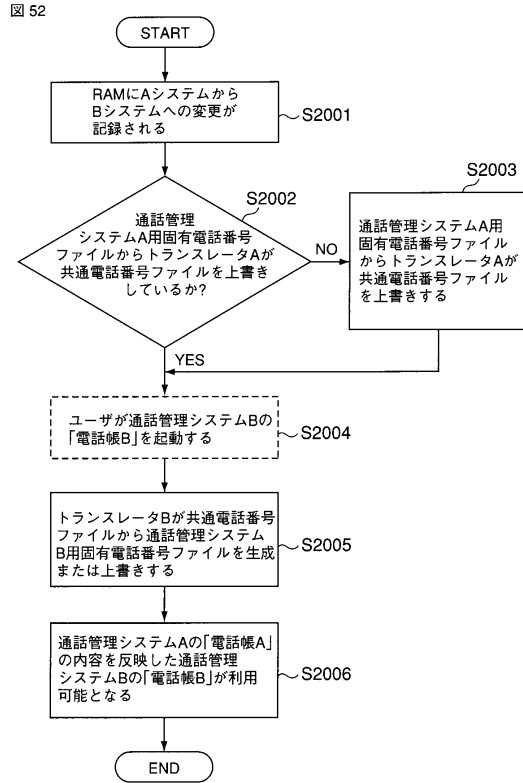 図 52
START
RAMにAシステムから
Bシステムへの変更が
記録される
S2001
S2002
通話管理
システムA用固有電話番号
ファイルからトランスレータAが
共通電話番号ファイルを上書き
しているか?
NO
S2003
通話管理システムA用
固有電話番号ファイル
からトランスレータAが
共通電話番号ファイル
を上書きする
YES
ユーザが通話管理システムBの
「電話帳B」を起動する
S2004
トランスレータBが共通電話番号
ファイルから通話管理システム
B用固有電話番号ファイルを生成
または上書きする
S2005
通話管理システムAの「電話帳A」
の内容を反映した通話管理
システムBの「電話帳B」が利用
可能となる
S2006
END